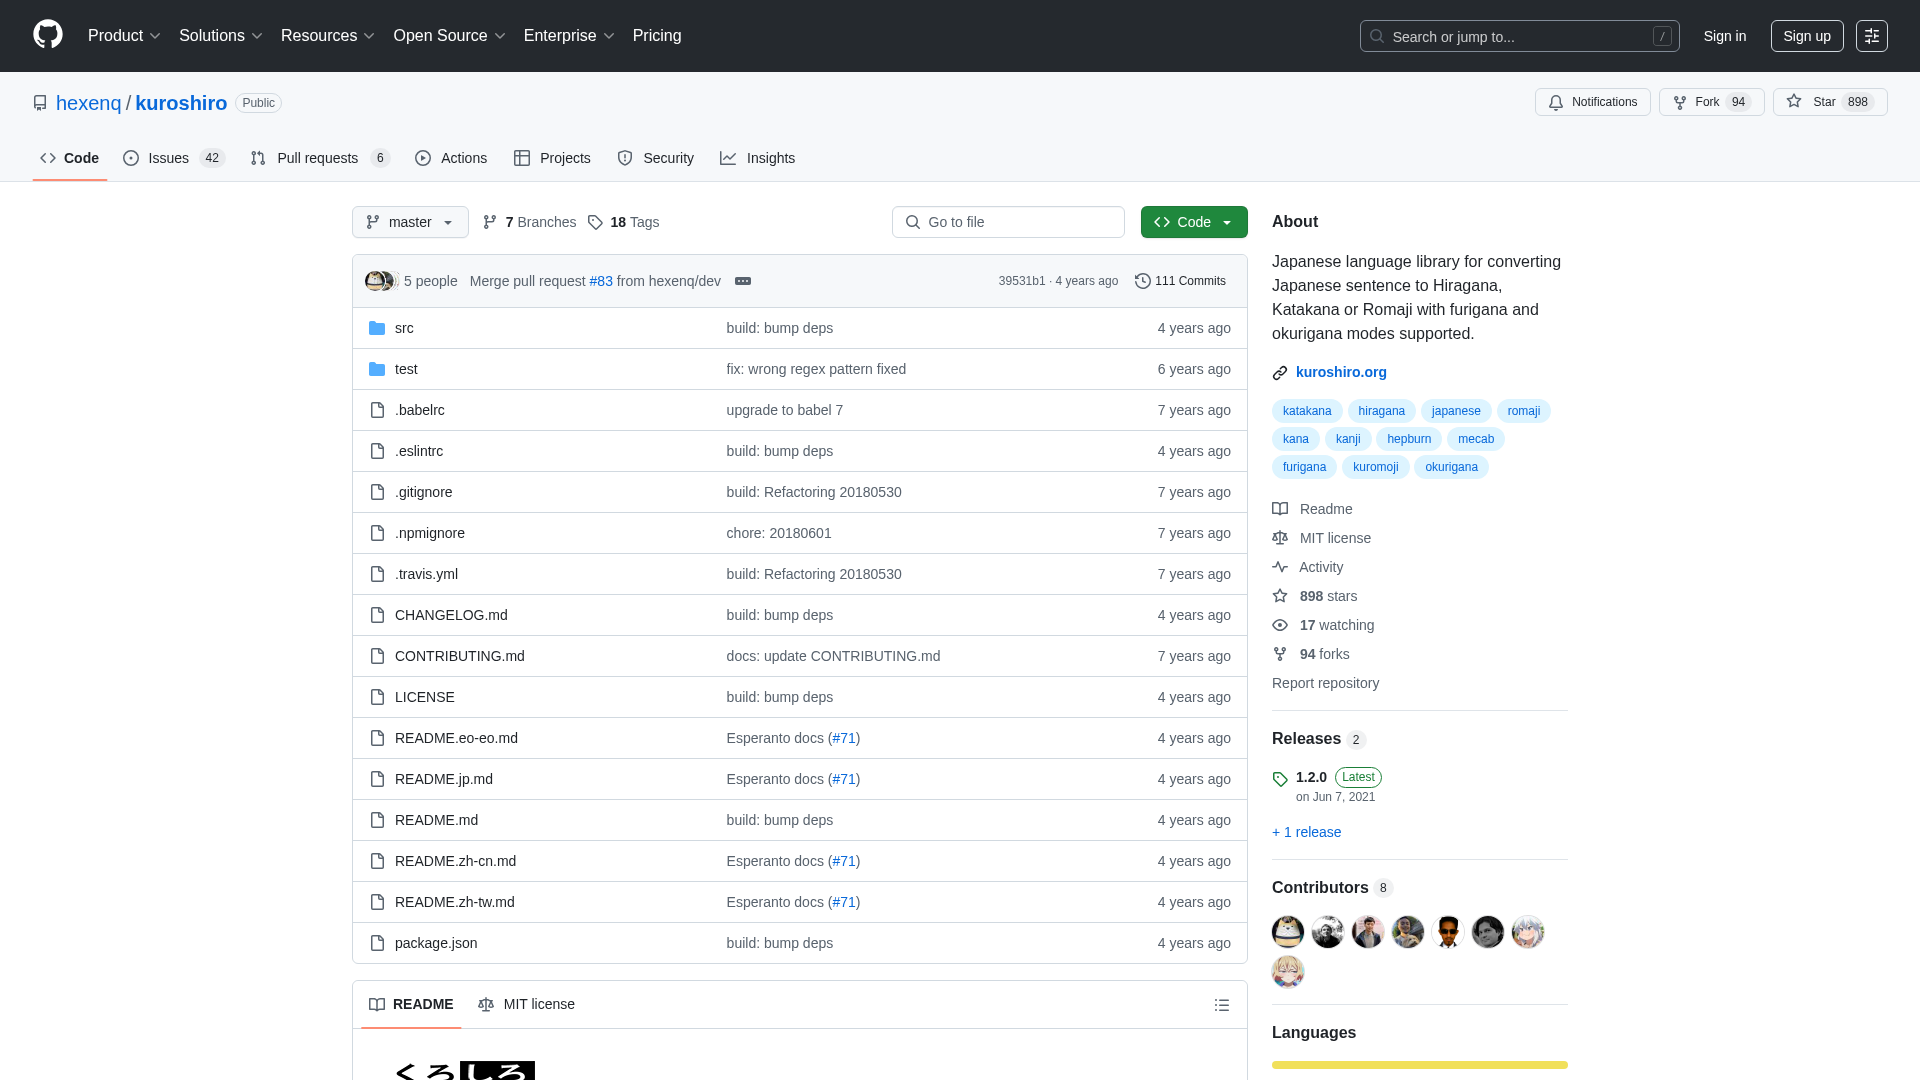 Product Solutions Resources Open Source Enterprise Pricing Search or jump to... / Sign in Sign up
hexenq / kuroshiro Public Notifications Fork 94 Star 898
Code Issues 42 Pull requests 6 Actions Projects Security Insights
master 7 Branches 18 Tags Go to file Code
5 people Merge pull request #83 from hexenq/dev 39531b1 · 4 years ago 111 Commits
src build: bump deps 4 years ago
test fix: wrong regex pattern fixed 6 years ago
.babelrc upgrade to babel 7 7 years ago
.eslintrc build: bump deps 4 years ago
.gitignore build: Refactoring 20180530 7 years ago
.npmignore chore: 20180601 7 years ago
.travis.yml build: Refactoring 20180530 7 years ago
CHANGELOG.md build: bump deps 4 years ago
CONTRIBUTING.md docs: update CONTRIBUTING.md 7 years ago
LICENSE build: bump deps 4 years ago
README.eo-eo.md Esperanto docs (#71) 4 years ago
README.jp.md Esperanto docs (#71) 4 years ago
README.md build: bump deps 4 years ago
README.zh-cn.md Esperanto docs (#71) 4 years ago
README.zh-tw.md Esperanto docs (#71) 4 years ago
package.json build: bump deps 4 years ago
README MIT license
くろしろ
About
Japanese language library for converting
Japanese sentence to Hiragana,
Katakana or Romaji with furigana and
okurigana modes supported.
kuroshiro.org
katakana hiragana japanese romaji
kana kanji hepburn mecab
furigana kuromoji okurigana
Readme
MIT license
Activity
898 stars
17 watching
94 forks
Report repository
Releases 2
1.2.0 Latest
on Jun 7, 2021
+ 1 release
Contributors 8
Languages